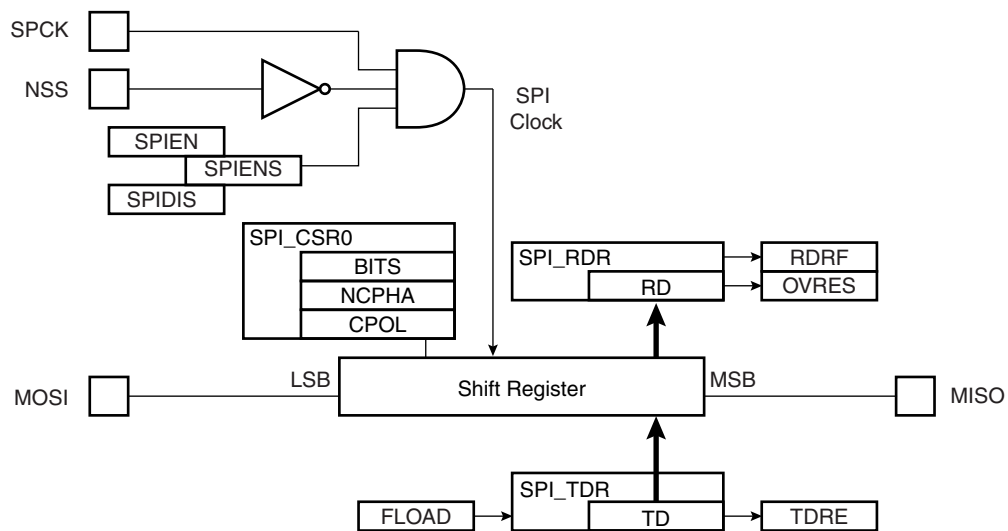 SPCK
NSS
SPI
Clock
SPIEN
SPIENS
SPIDIS
SPI_CSR0
BITS
NCPHA
CPOL
SPI_RDR
RD
RDRF
OVRES
MOSI
LSB
Shift Register
MSB
MISO
SPI_TDR
FLOAD
TD
TDRE